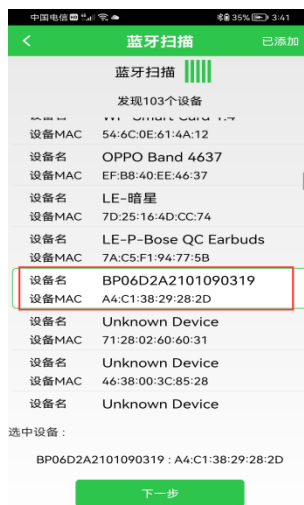 中国电信 35% 3:41
蓝牙扫描 已添加
蓝牙扫描
发现103个设备
设备MAC 54:6C:0E:61:4A:12
设备名 OPPO Band 4637
设备MAC EF:B8:40:EE:46:37
设备名 LE-暗星
设备MAC 7D:25:16:4D:CC:74
设备名 LE-P-Bose QC Earbuds
设备MAC 7A:C5:F1:94:77:5B
设备名 BP06D2A2101090319
设备MAC A4:C1:38:29:28:2D
设备名 Unknown Device
设备MAC 71:28:02:60:60:31
设备名 Unknown Device
设备MAC 46:38:00:3C:85:28
设备名 Unknown Device
选中设备：
BP06D2A2101090319 : A4:C1:38:29:28:2D
下一步